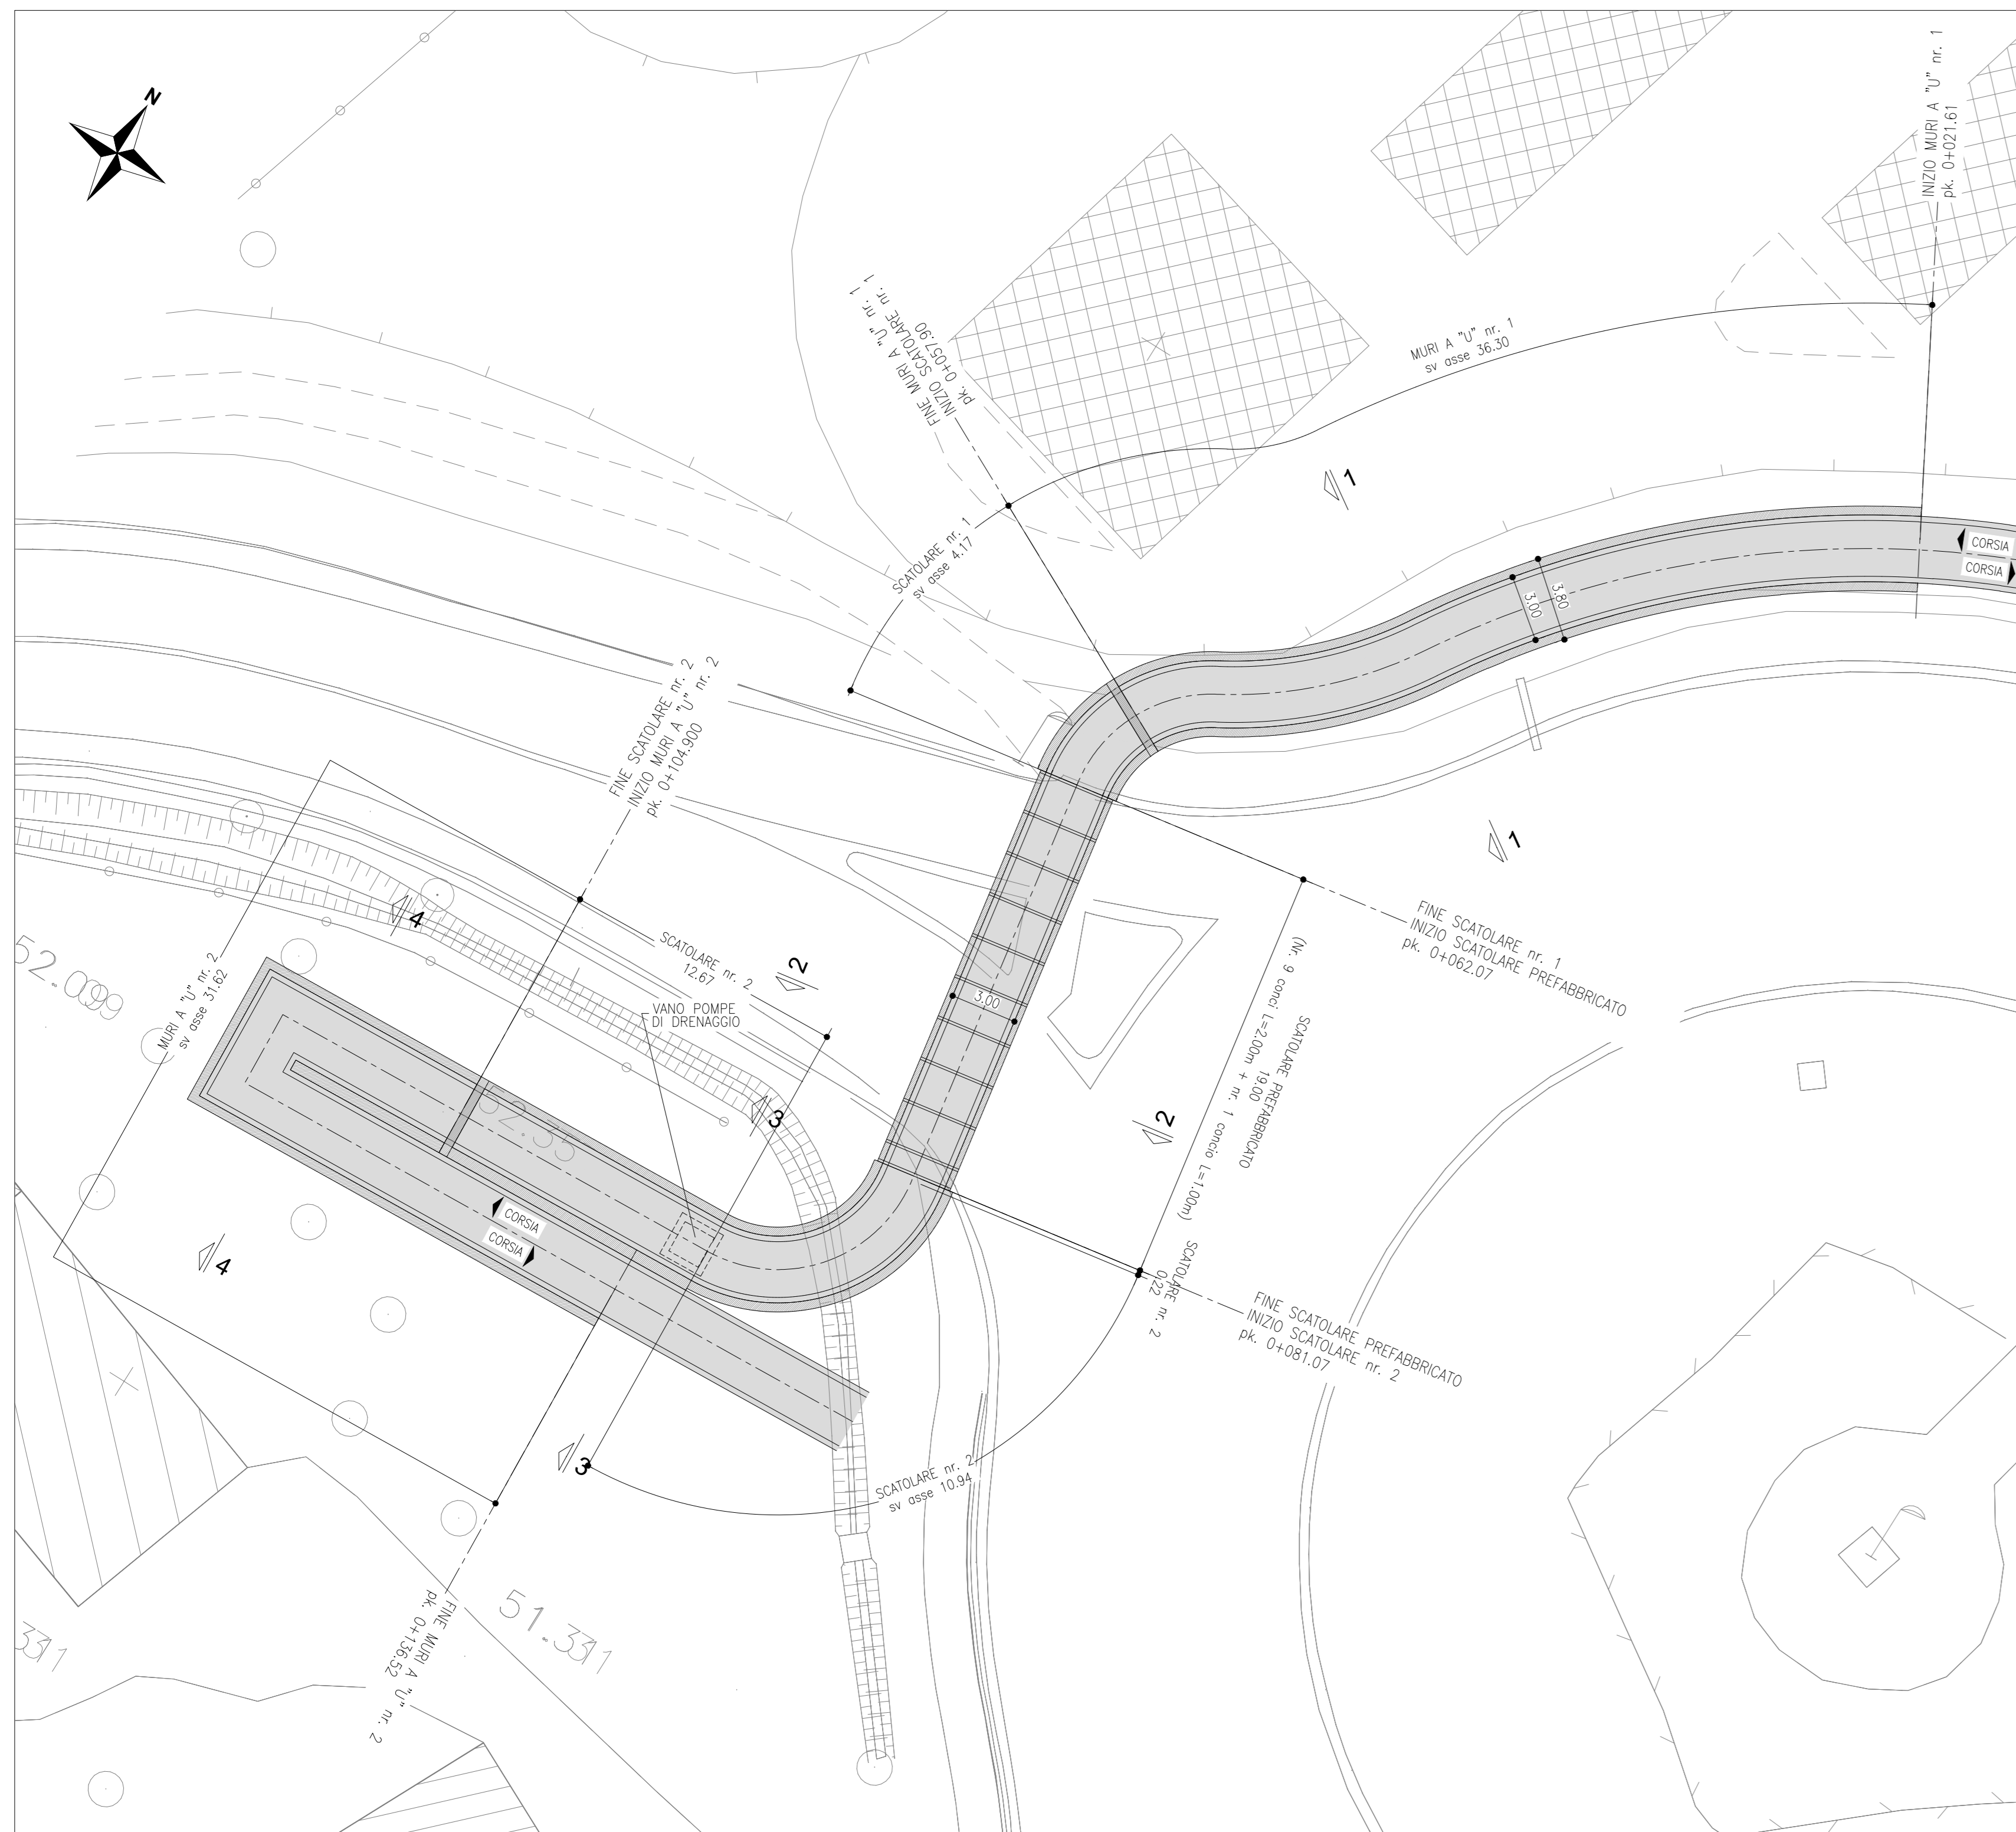 N
INIZIO MURI A "U" nr. 1
pk. 0+021.61
FINE MURI A "U" nr. 1
INIZIO SCATOLARE nr. 1
pk. 0+057.90
MURI A "U" nr. 1
sv asse 36.30
1
SCATOLARE nr. 1
sv asse 4.17
CORSIA
CORSIA
3.00
3.80
FINE SCATOLARE nr. 2
INIZIO MURI A "U" nr. 2
pk. 0+104.900
1
4
SCATOLARE nr. 2
12.67
2
FINE SCATOLARE nr. 1
INIZIO SCATOLARE PREFABBRICATO
pk. 0+062.07
52.099
MURI A "U" nr. 2
sv asse 31.62
VANO POMPE
DI DRENAGGIO
3.00
SCATOLARE PREFABBRICATO
19.00
(Nr. 9 conci L=2.00m + nr. 1 concio L=1.00m)
3
2
CORSIA
CORSIA
4
SCATOLARE nr. 2
0.22
FINE SCATOLARE PREFABBRICATO
INIZIO SCATOLARE nr. 2
pk. 0+081.07
3
SCATOLARE nr. 2
sv asse 10.94
FINE MURI A "U" nr. 2
pk. 0+136.52
51.331